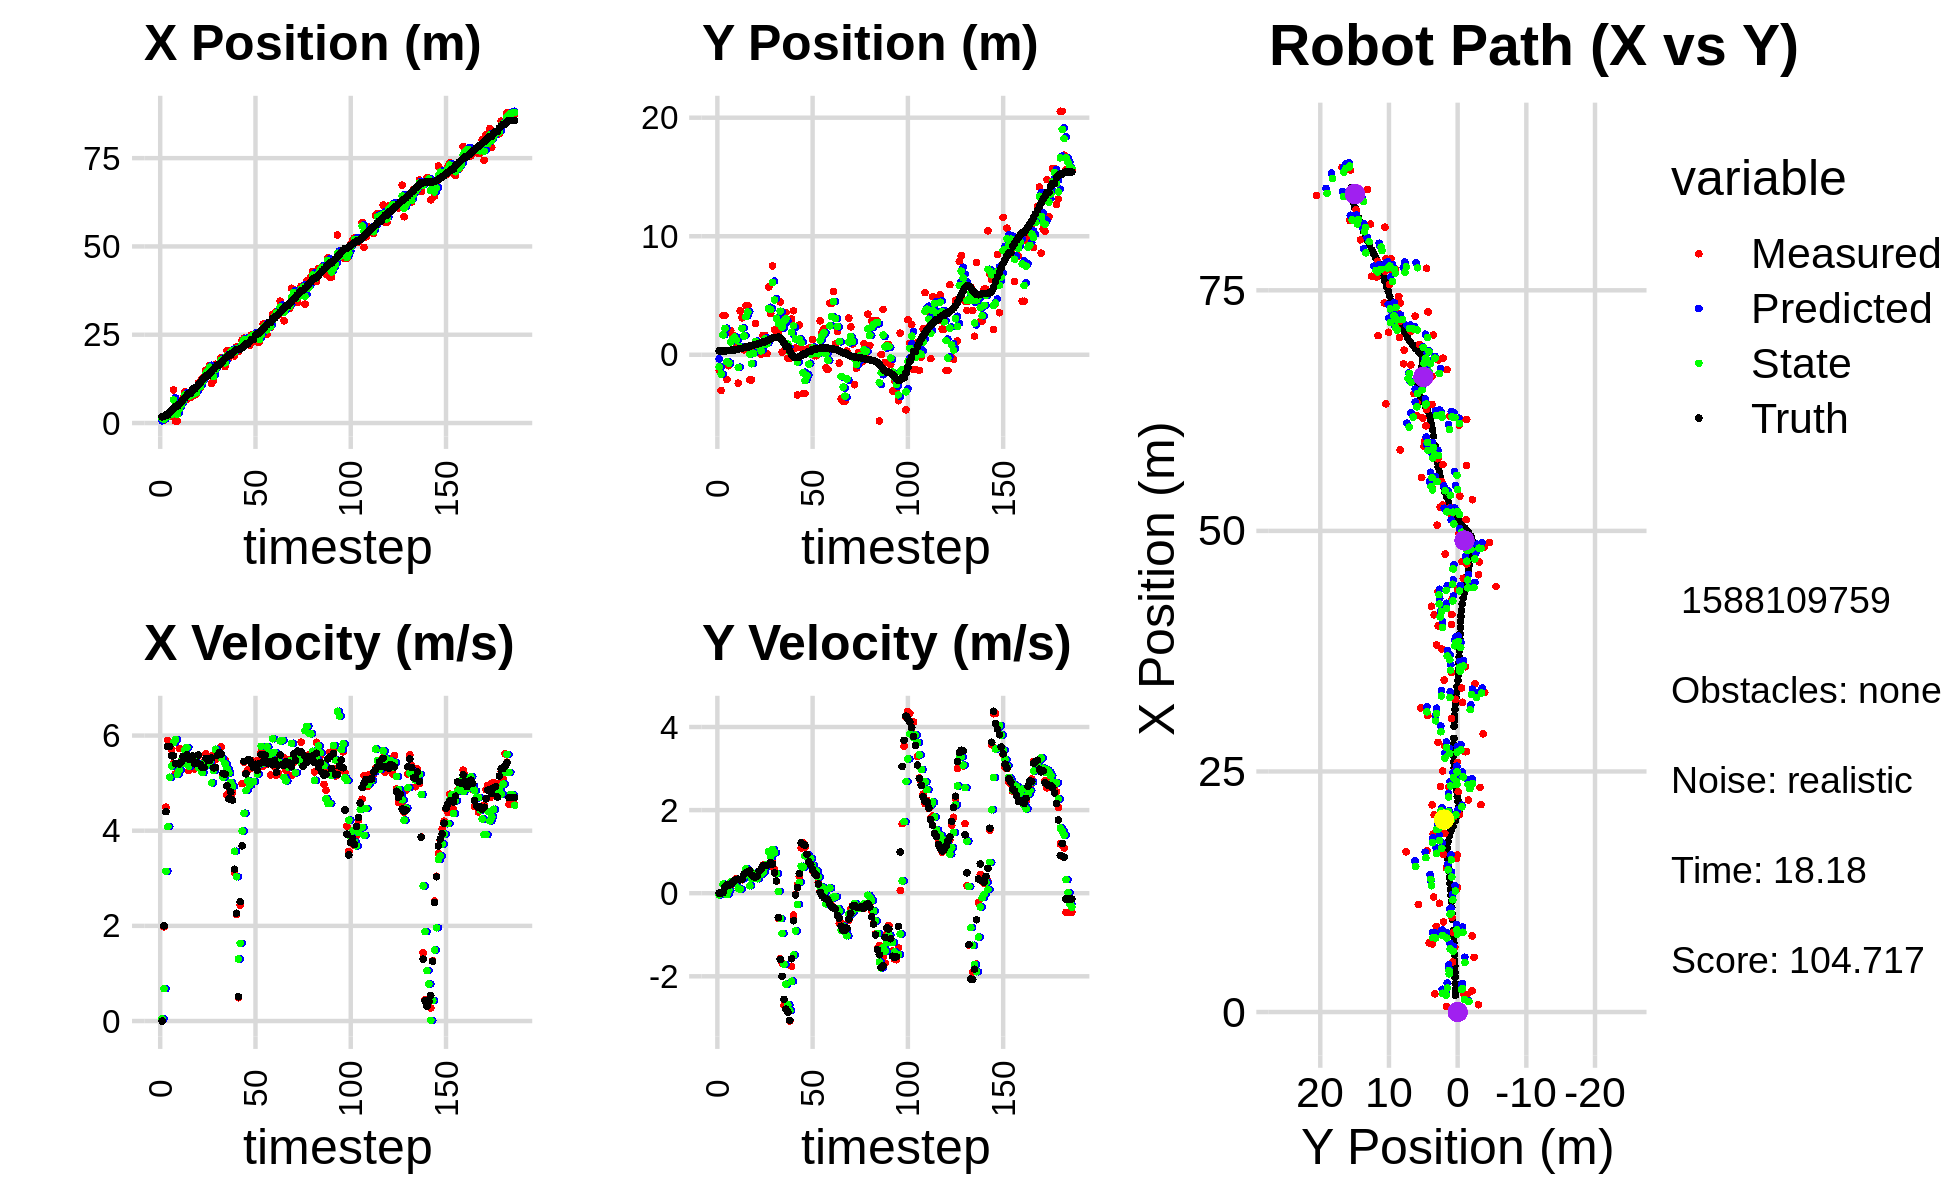 X Position (m)
75
50
25
0
0
50
100
150
timestep
Y Position (m)
20
10
0
0
50
100
150
timestep
X Velocity (m/s)
6
4
2
0
0
50
100
150
timestep
Y Velocity (m/s)
4
2
0
-2
0
50
100
150
timestep
Robot Path (X vs Y)
X Position (m)
75
50
25
0
20 10 0 -10 -20
Y Position (m)
variable
Measured
Predicted
State
Truth
1588109759
Obstacles: none
Noise: realistic
Time: 18.18
Score: 104.717